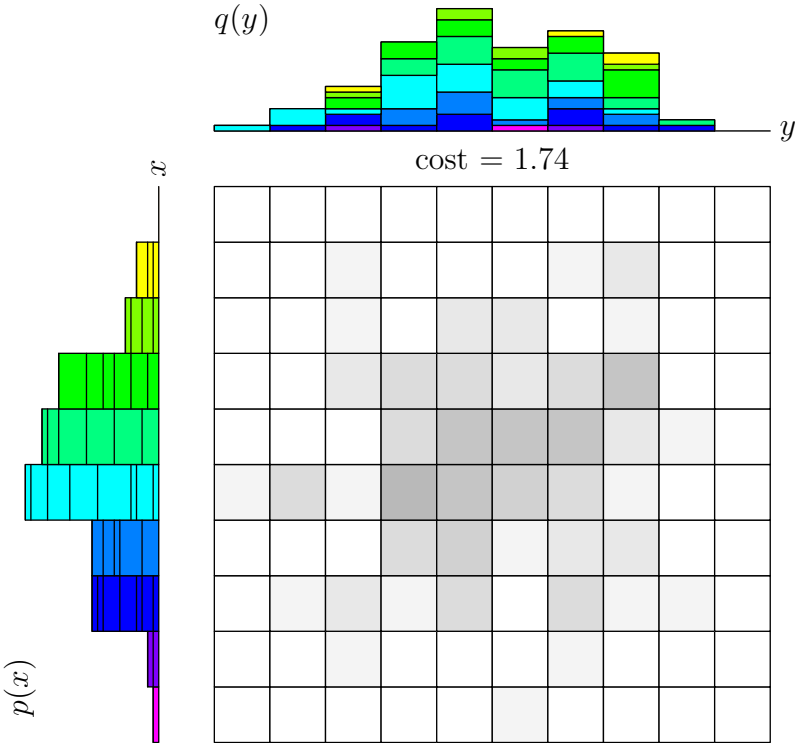 q(y)
y
cost = 1.74
x
p(x)